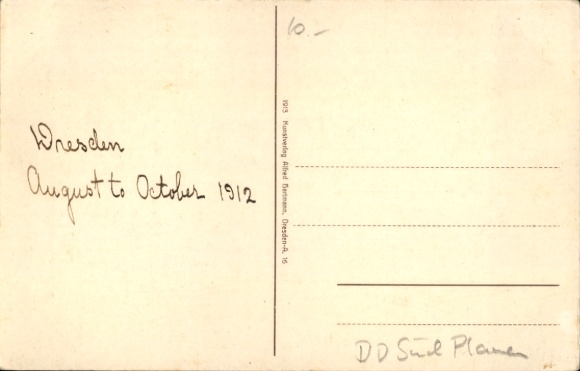 Dresden
August to October 1912
10.-
1913 Kunstverlag Alfred Hartmann, Dresden-A. 16
DD Süd Plauen